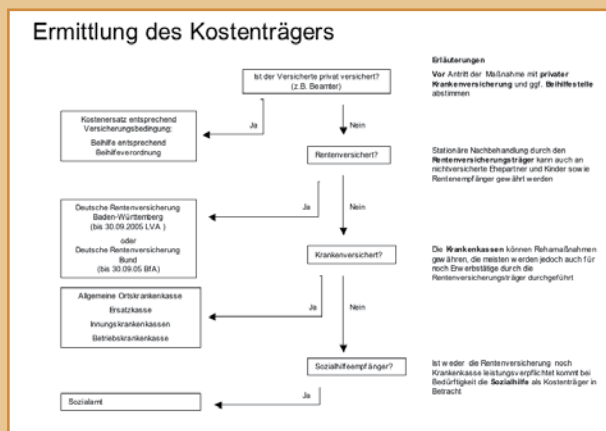 Ermittlung des Kostenträgers
Ist der Versicherte privat versichert?
(z.B. Beamter)
Erläuterungen
Vor Antritt der Maßnahme mit privater
Krankenversicherung und ggf. Beihilfestelle
abstimmen
Ja
Nein
Kostenersatz entsprechend
Versicherungsbedingung;
Beihilfe entsprechend
Beihilfeverordnung
Rentenversichert?
Stationäre Nachbehandlung durch den
Rentenversicherungsträger kann auch an
nichtversicherte Ehepartner und Kinder sowie
Rentenempfänger gewährt werden
Ja
Nein
Deutsche Rentenversicherung
Baden-Württemberg
(bis 30.09.2005 LVA )
oder
Deutsche Rentenversicherung
Bund
(bis 30.09.05 BfA)
Krankenversichert?
Die Krankenkassen können Rehamaßnahmen
gewähren, die meisten werden jedoch auch für
noch Erwerbstätige durch die
Rentenversicherungsträger durchgeführt
Ja
Nein
Allgemeine Ortskrankenkasse
Ersatzkasse
Innungskrankenkassen
Betriebskrankenkasse
Sozialhilfeempfänger?
Ist weder die Rentenversicherung noch
Krankenkasse leistungsverpflichtet kommt bei
Bedürftigkeit die Sozialhilfe als Kostenträger in
Betracht
Ja
Sozialamt